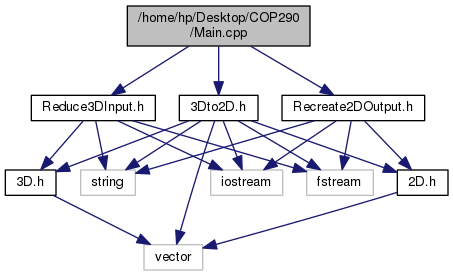 /home/hp/Desktop/COP290
/Main.cpp
Reduce3DInput.h
3Dto2D.h
Recreate2DOutput.h
3D.h
string
iostream
fstream
2D.h
vector